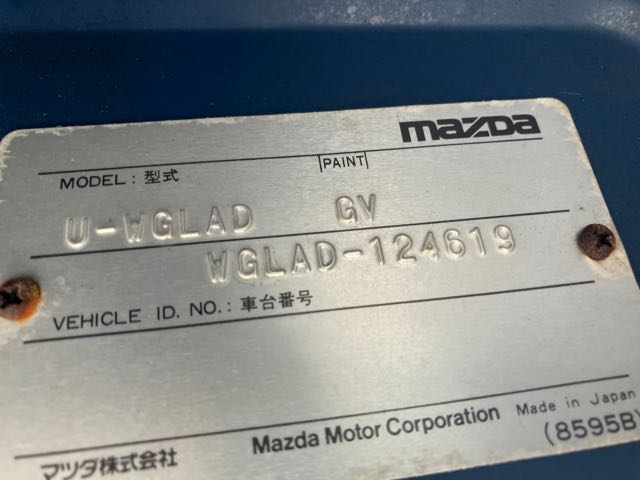 mazda
MODEL: 型式 PAINT
U-WGLAD GV
WGLAD-124619
VEHICLE ID. NO.: 車台番号
マツダ株式会社 Mazda Motor Corporation Made in Japan
(8595B)